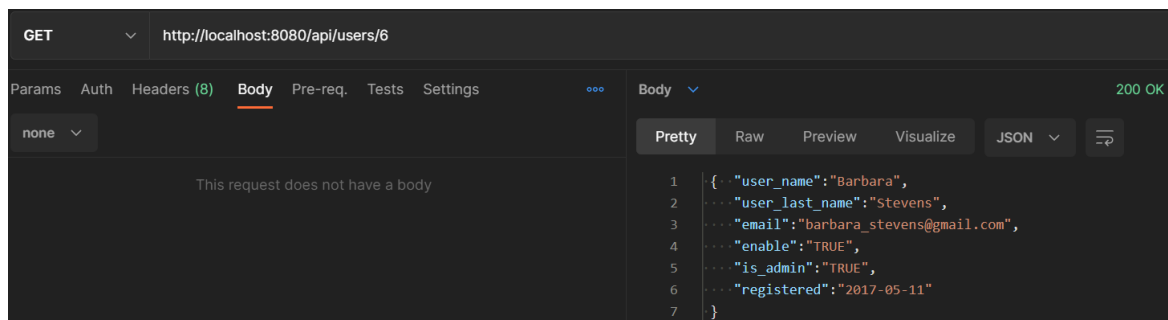 GET http://localhost:8080/api/users/6
Params Auth Headers (8) Body Pre-req. Tests Settings
none
This request does not have a body
Body 200 OK
Pretty Raw Preview Visualize JSON
1 { "user_name":"Barbara",
2 "user_last_name":"Stevens",
3 "email":"barbara_stevens@gmail.com",
4 "enable":"TRUE",
5 "is_admin":"TRUE",
6 "registered":"2017-05-11"
7 }